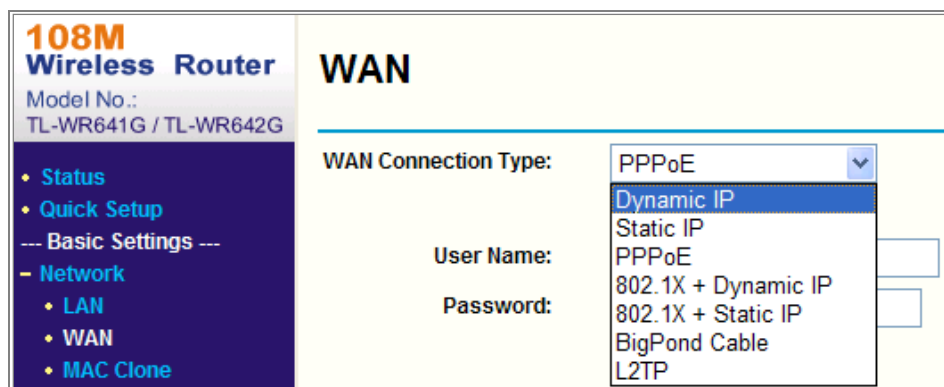 108M
Wireless Router
Model No.:
TL-WR641G / TL-WR642G
• Status
• Quick Setup
--- Basic Settings ---
– Network
• LAN
• WAN
• MAC Clone
WAN
WAN Connection Type:
PPPoE
Dynamic IP
Static IP
PPPoE
802.1X + Dynamic IP
802.1X + Static IP
BigPond Cable
L2TP
User Name:
Password: